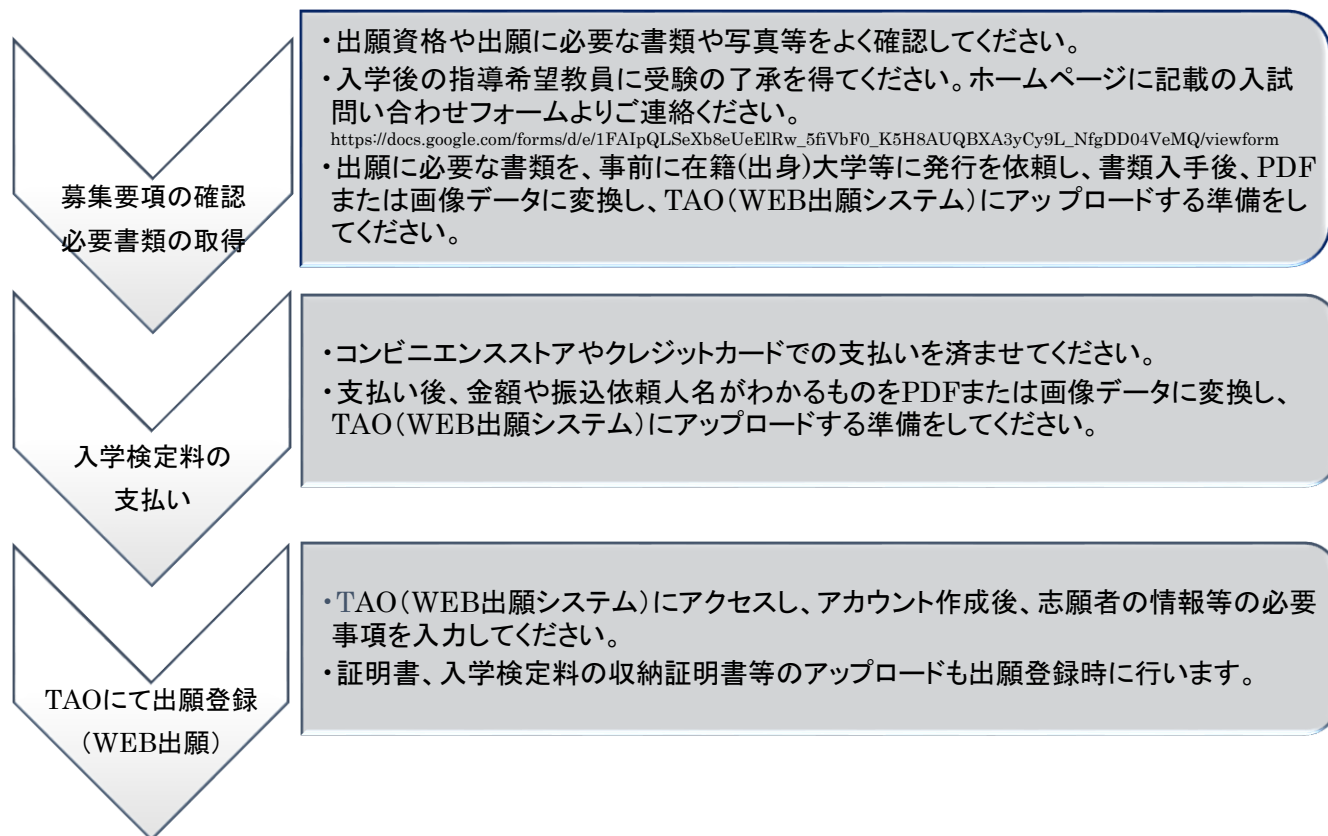 募集要項の確認
必要書類の取得
・出願資格や出願に必要な書類や写真等をよく確認してください。
・入学後の指導希望教員に受験の了承を得てください。ホームページに記載の入試
問い合わせフォームよりご連絡ください。
https://docs.google.com/forms/d/e/1FAIpQLSeXb8eUeElRw_5fiVbF0_K5H8AUQBXA3yCy9L_NfgDD04VeMQ/viewform
・出願に必要な書類を、事前に在籍(出身)大学等に発行を依頼し、書類入手後、PDF
または画像データに変換し、TAO(WEB出願システム)にアップロードする準備をし
てください。
入学検定料の
支払い
・コンビニエンスストアやクレジットカードでの支払いを済ませてください。
・支払い後、金額や振込依頼人名がわかるものをPDFまたは画像データに変換し、
TAO(WEB出願システム)にアップロードする準備をしてください。
TAOにて出願登録
(WEB出願)
・TAO(WEB出願システム)にアクセスし、アカウント作成後、志願者の情報等の必要
事項を入力してください。
・証明書、入学検定料の収納証明書等のアップロードも出願登録時に行います。